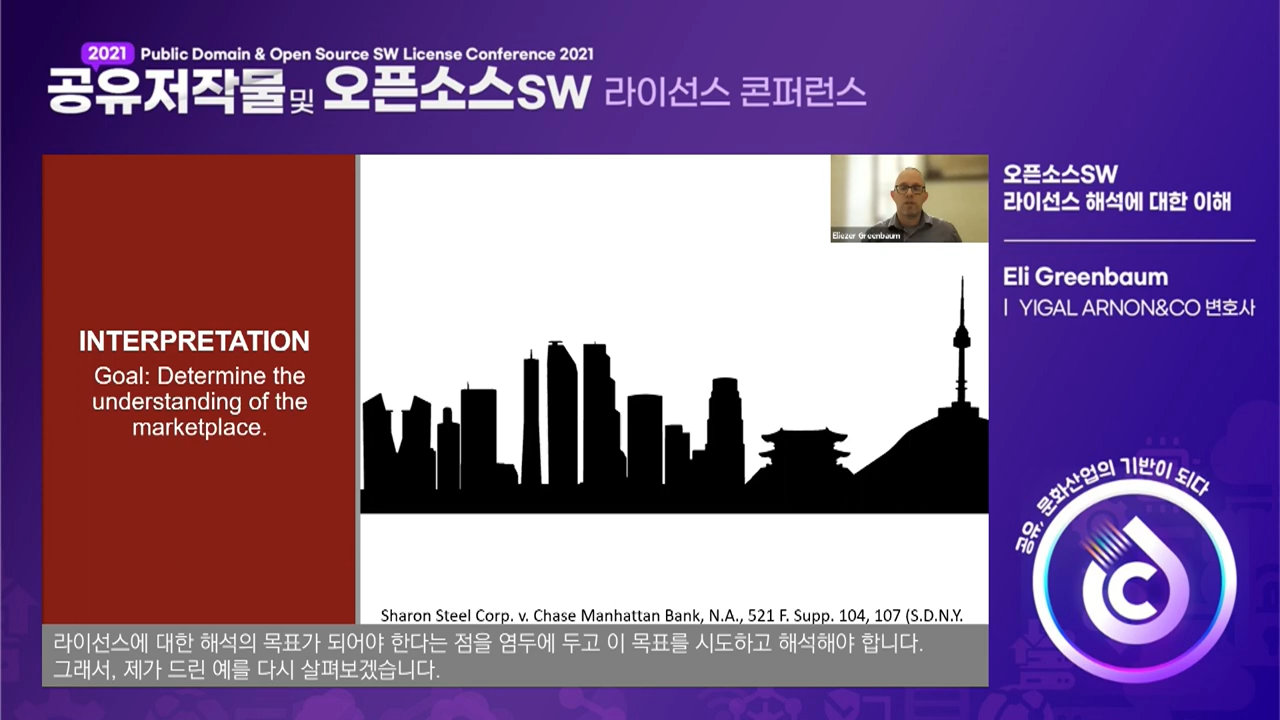 2021 Public Domain & Open Source SW License Conference 2021
공유저작물 및 오픈소스SW 라이선스 콘퍼런스
INTERPRETATION
Goal: Determine the
understanding of the
marketplace.
Eliezer Greenbaum
Sharon Steel Corp. v. Chase Manhattan Bank, N.A., 521 F. Supp. 104, 107 (S.D.N.Y.
라이선스에 대한 해석의 목표가 되어야 한다는 점을 염두에 두고 이 목표를 시도하고 해석해야 합니다.
그래서, 제가 드린 예를 다시 살펴보겠습니다.
오픈소스SW
라이선스 해석에 대한 이해
Eli Greenbaum
| YIGAL ARNON&CO 변호사
공유, 문화산업의 기반이 되다